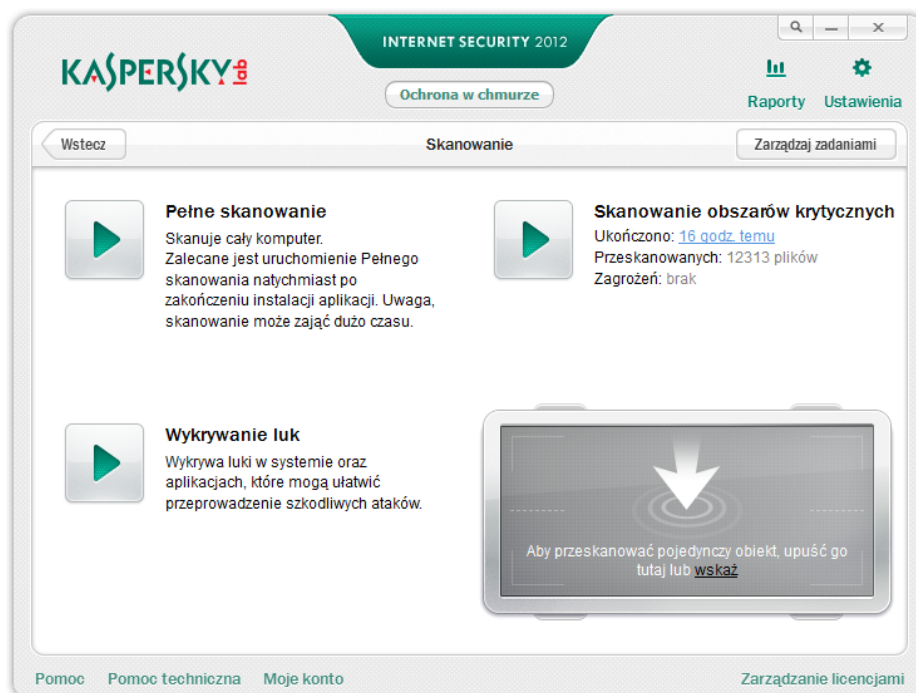 INTERNET SECURITY 2012
KASPERSKY lab
Ochrona w chmurze
Raporty
Ustawienia
Wstecz
Skanowanie
Zarządzaj zadaniami
Pełne skanowanie
Skanuje cały komputer.
Zalecane jest uruchomienie Pełnego
skanowania natychmiast po
zakończeniu instalacji aplikacji. Uwaga,
skanowanie może zająć dużo czasu.
Skanowanie obszarów krytycznych
Ukończono: 16 godz. temu
Przeskanowanych: 12313 plików
Zagrożeń: brak
Wykrywanie luk
Wykrywa luki w systemie oraz
aplikacjach, które mogą ułatwić
przeprowadzenie szkodliwych ataków.
Aby przeskanować pojedynczy obiekt, upuść go
tutaj lub wskaż
Pomoc
Pomoc techniczna
Moje konto
Zarządzanie licencjami